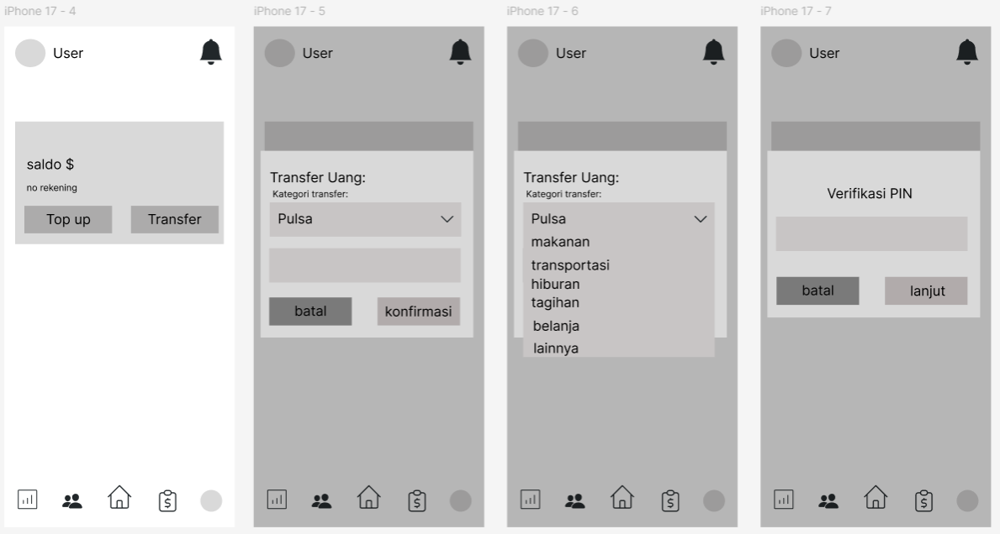 iPhone 17 - 4
User
saldo $
no rekening
Top up
Transfer
$
iPhone 17 - 5
User
Transfer Uang:
Kategori transfer:
Pulsa
batal
konfirmasi
$
iPhone 17 - 6
User
Transfer Uang:
Kategori transfer:
Pulsa
makanan
transportasi
hiburan
tagihan
belanja
lainnya
$
iPhone 17 - 7
User
Verifikasi PIN
batal
lanjut
$